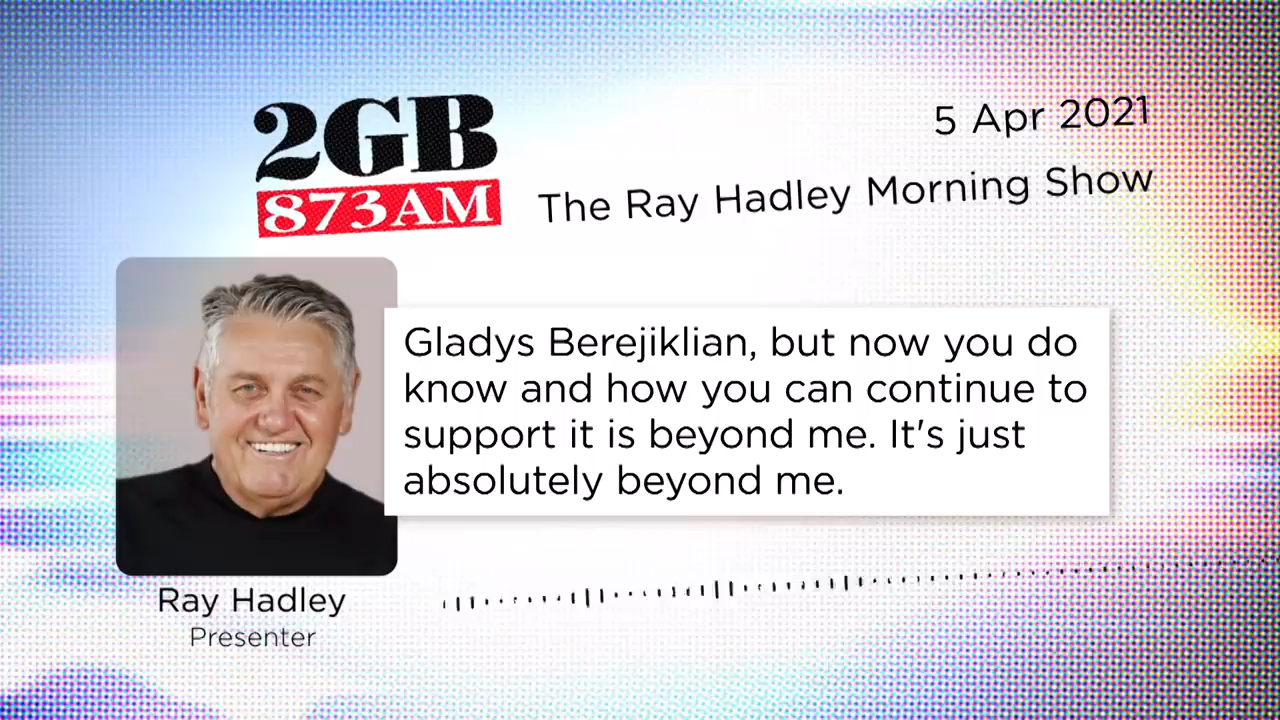 2GB
873AM
5 Apr 2021
The Ray Hadley Morning Show
Gladys Berejiklian, but now you do
know and how you can continue to
support it is beyond me. It's just
absolutely beyond me.
Ray Hadley
Presenter